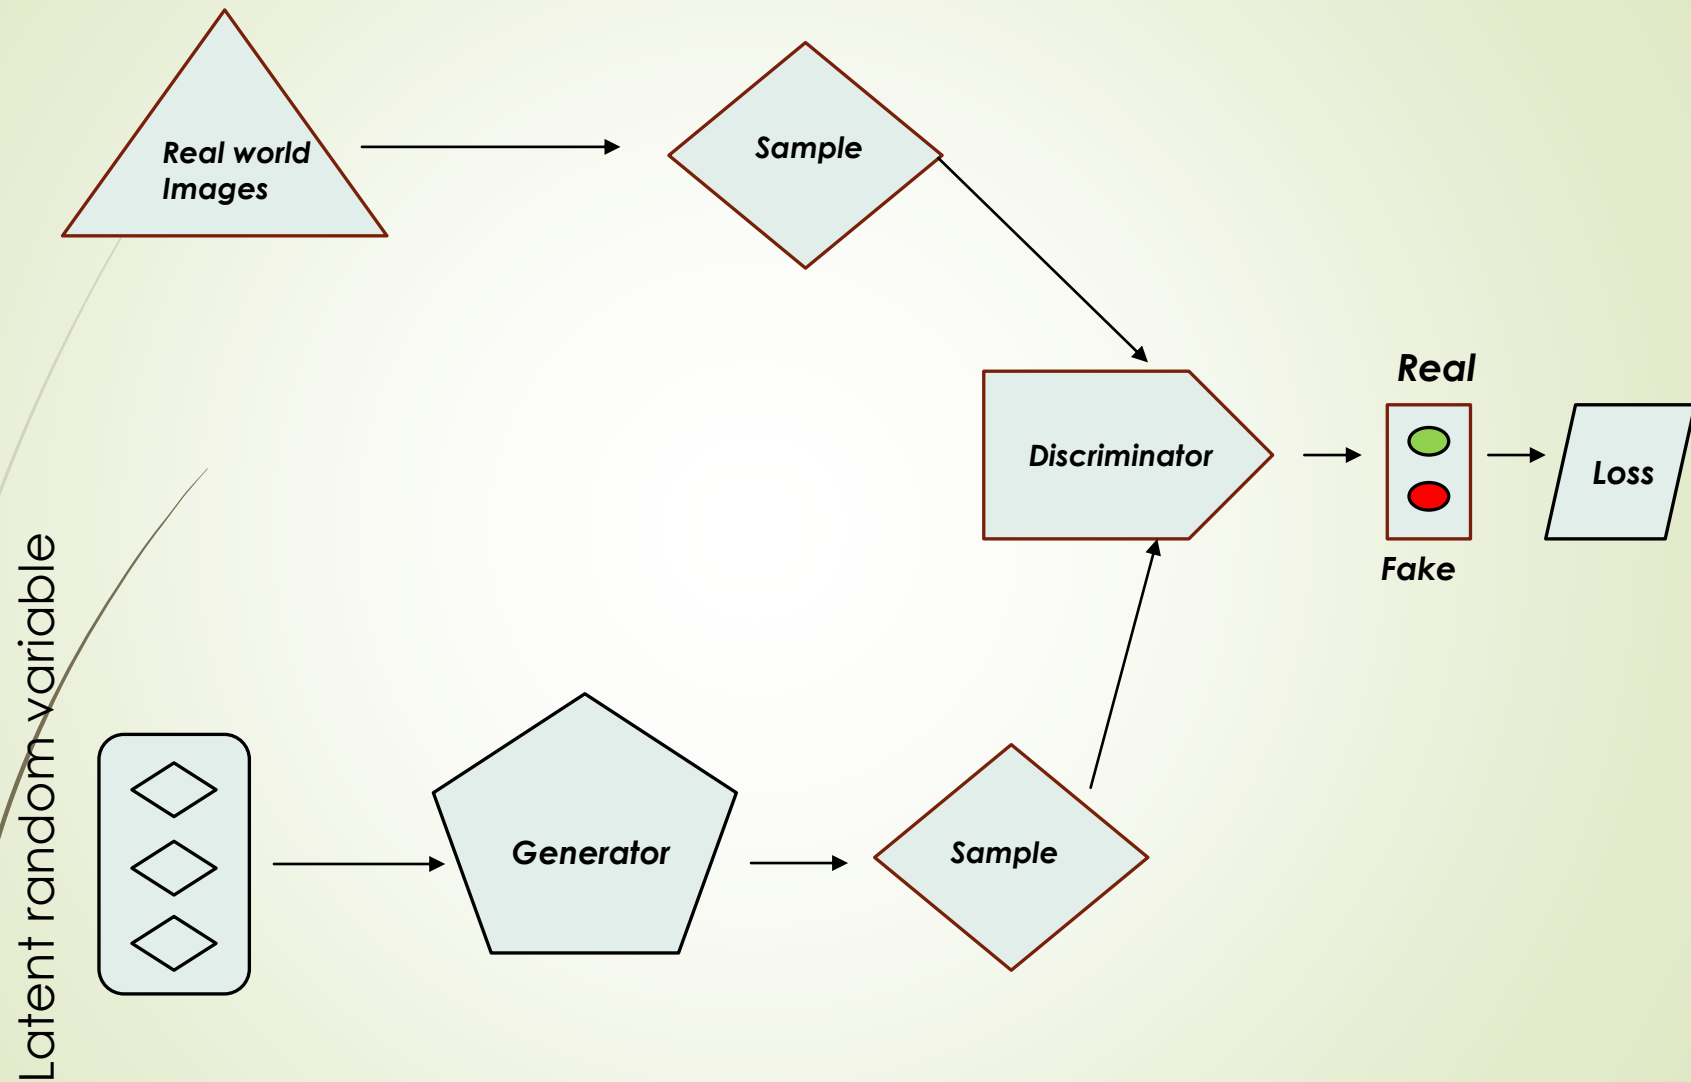 Real world
Images
Sample
Discriminator
Real
Fake
Loss
Latent random variable
Generator
Sample